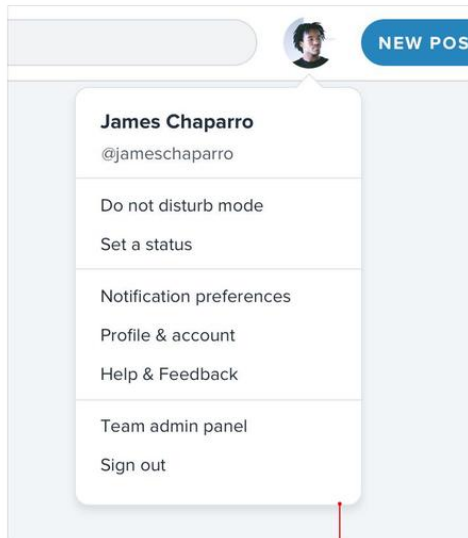 NEW POS
James Chaparro
@jameschaparro
Do not disturb mode
Set a status
Notification preferences
Profile & account
Help & Feedback
Team admin panel
Sign out